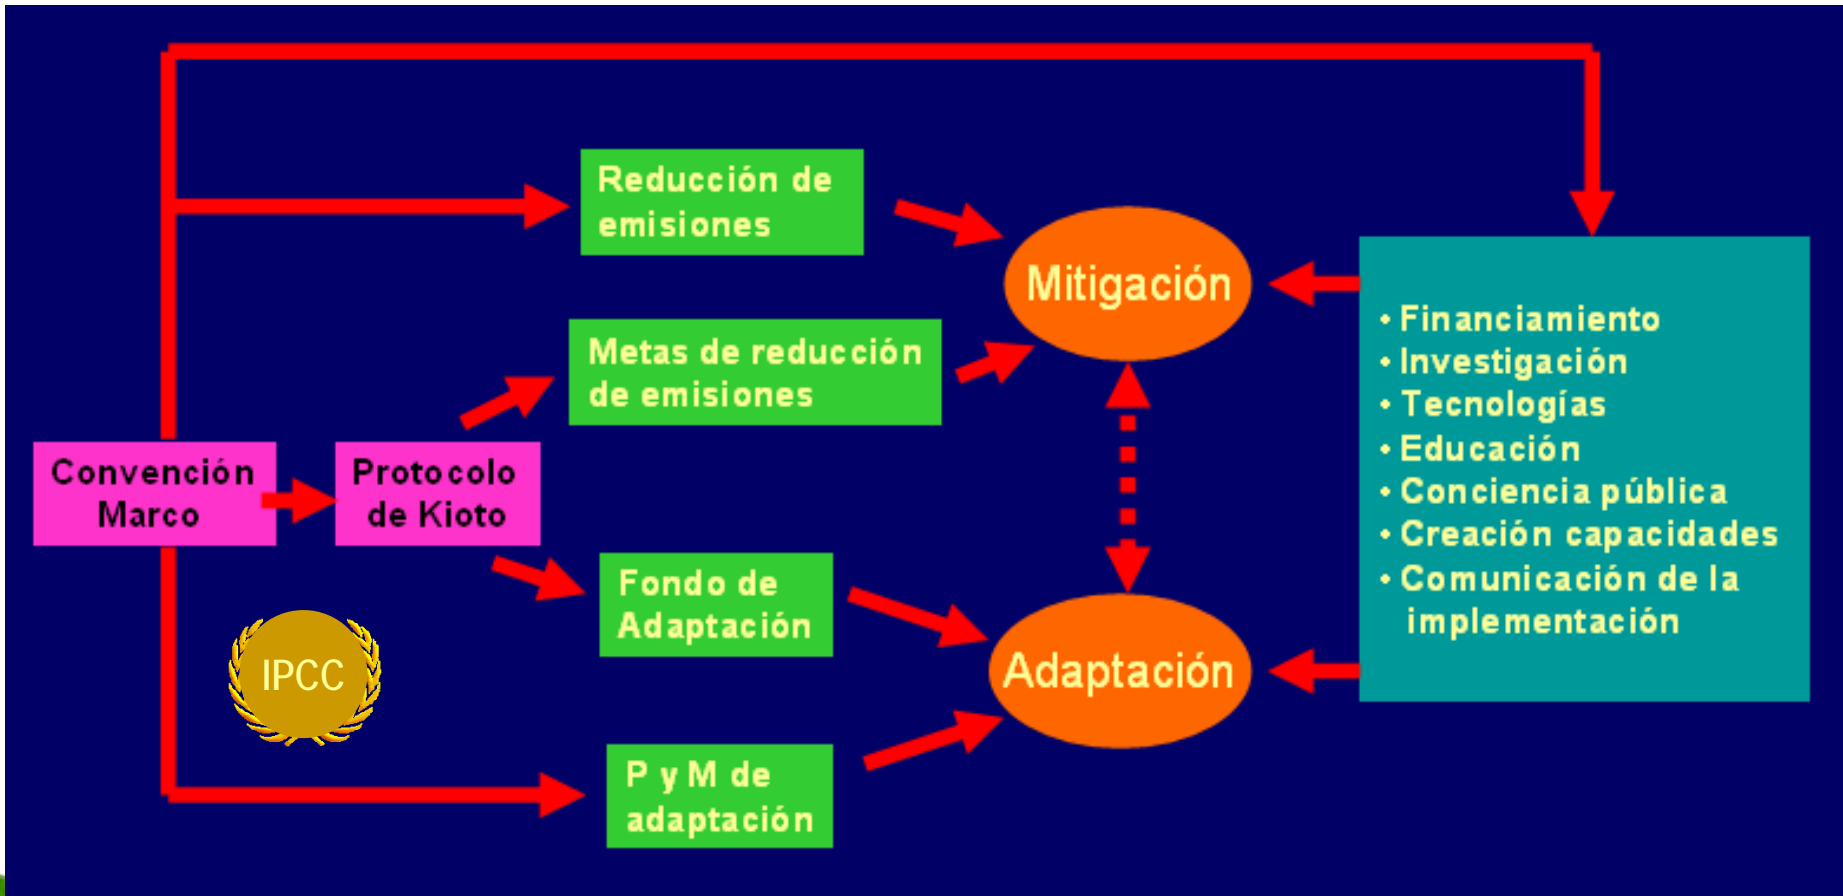 Reducción de
emisiones
Mitigación
Metas de reducción
de emisiones
Convención
Marco
Protocolo
de Kioto
Fondo de
Adaptación
Adaptación
IPCC
P y M de
adaptación
• Financiamiento
• Investigación
• Tecnologías
• Educación
• Conciencia pública
• Creación capacidades
• Comunicación de la
implementación